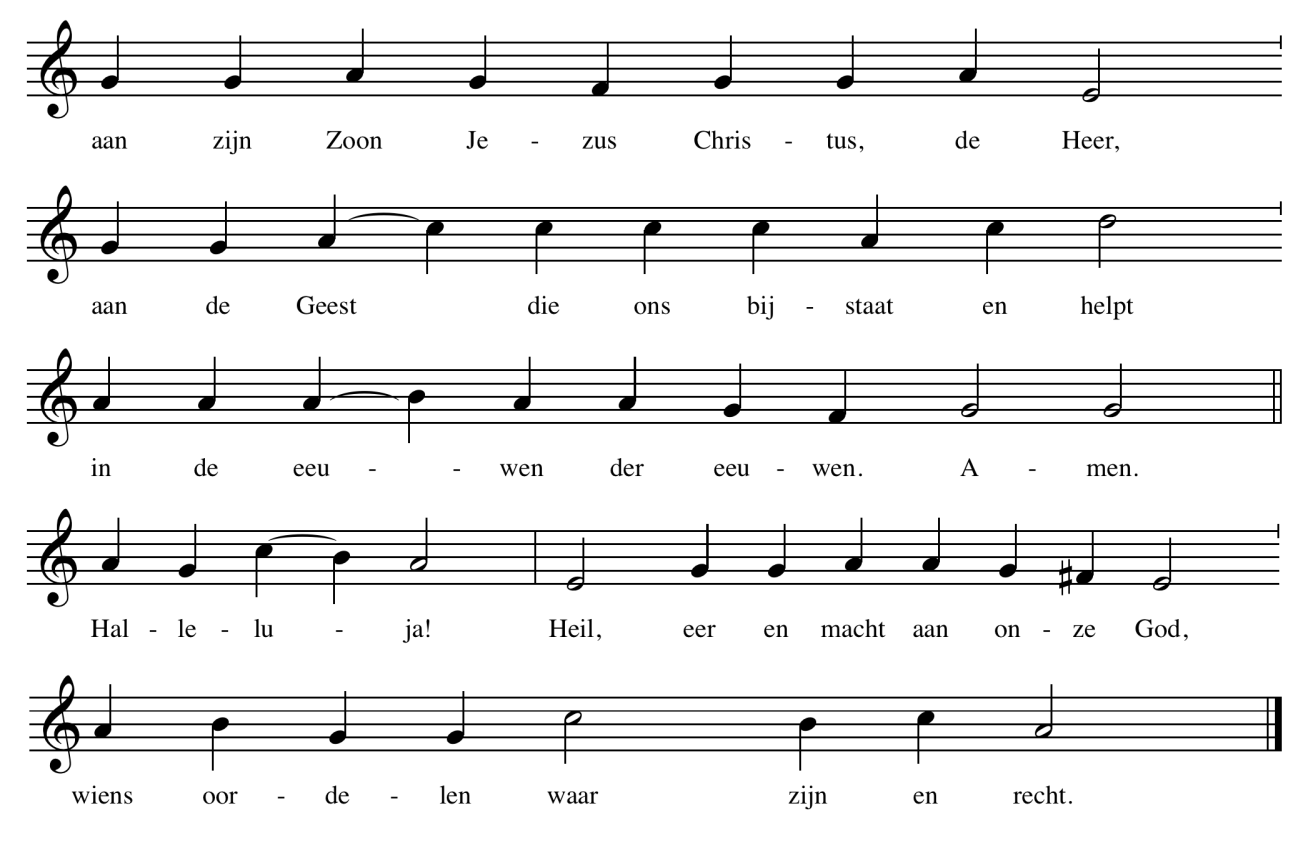 aan zijn Zoon Je - zus Chris - tus, de Heer,
aan de Geest die ons bij - staat en helpt
in de eeu - - wen der eeu - wen. A - men.
Hal - le - lu - ja! Heil, eer en macht aan on - ze God,
wiens oor - de - len waar zijn en recht.